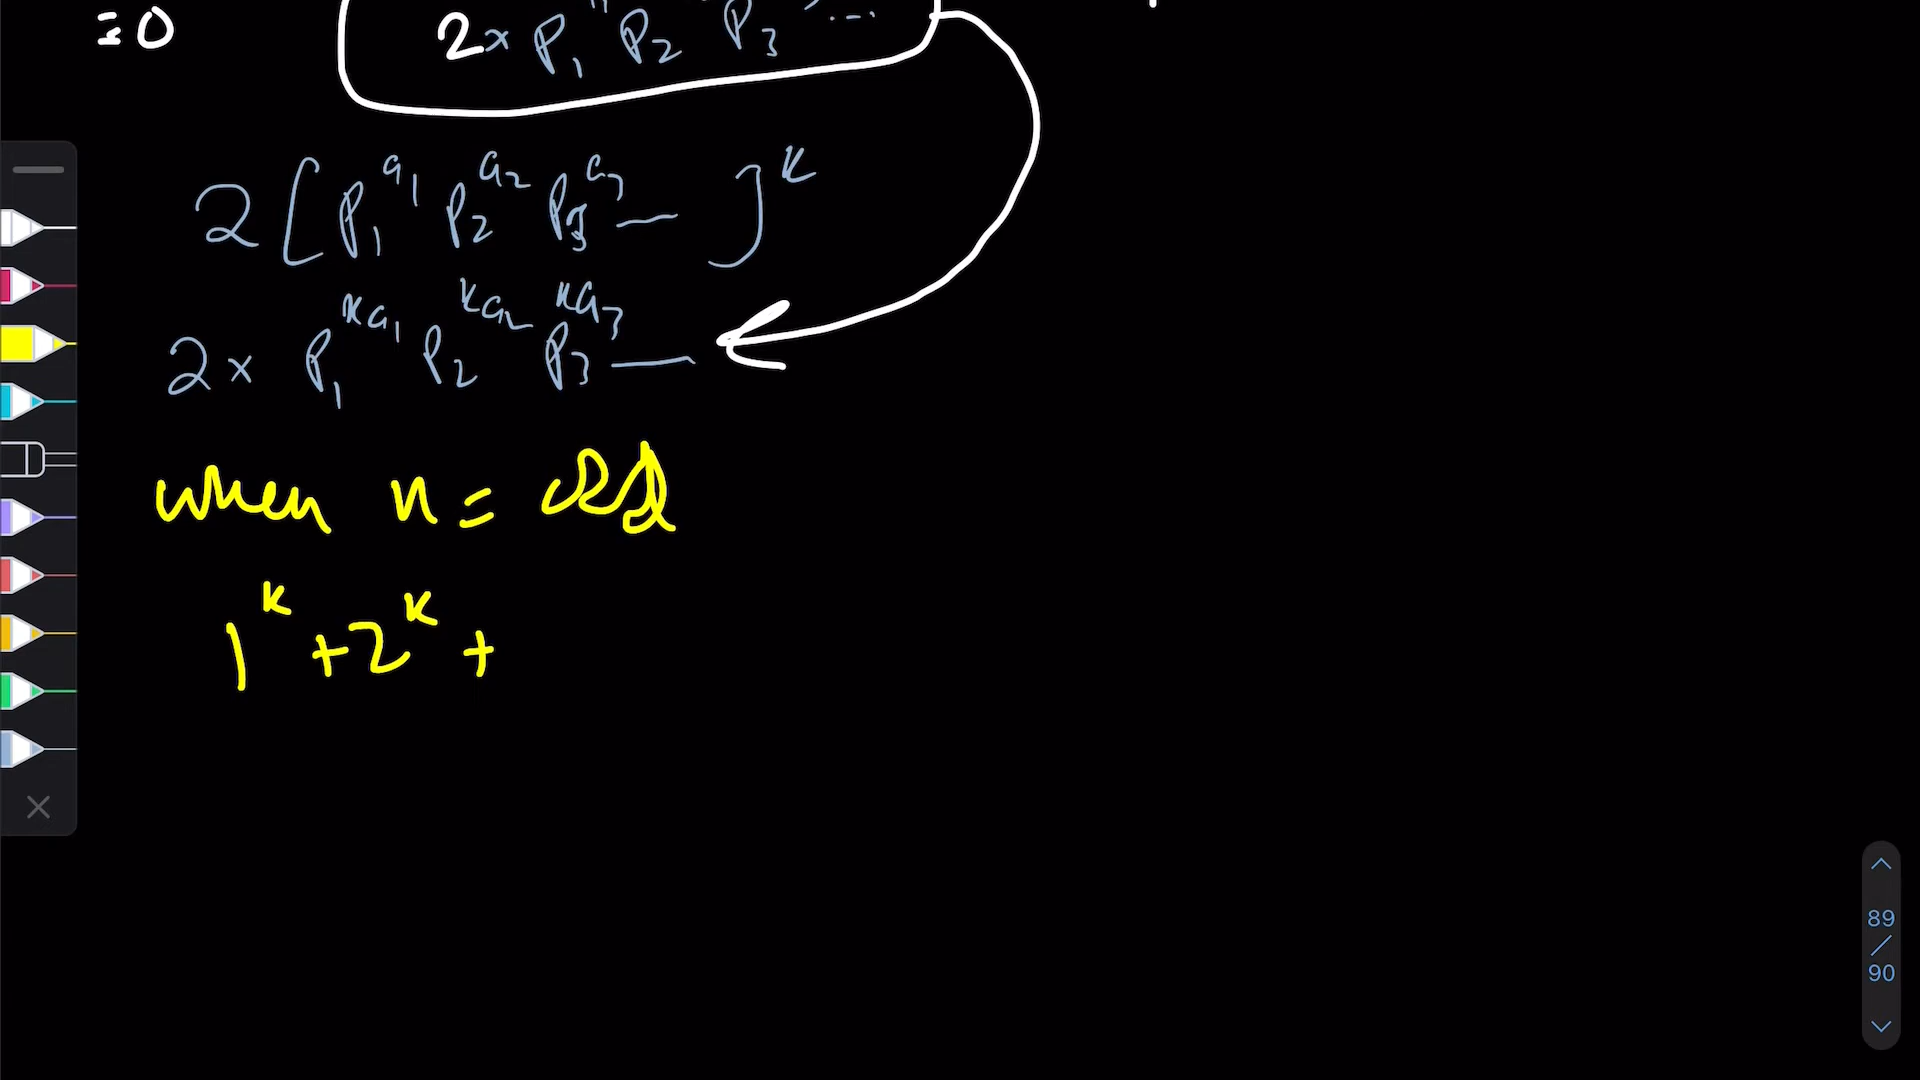 = 0
2 × P₁ P₂ P₃ ...
2 [ P₁^a₁ P₂^a₂ P₃^a₃ — ]^k
2 × P₁^ka₁ P₂^ka₂ P₃^ka₃ —
when n = odd
1^k + 2^k +
89
/
90